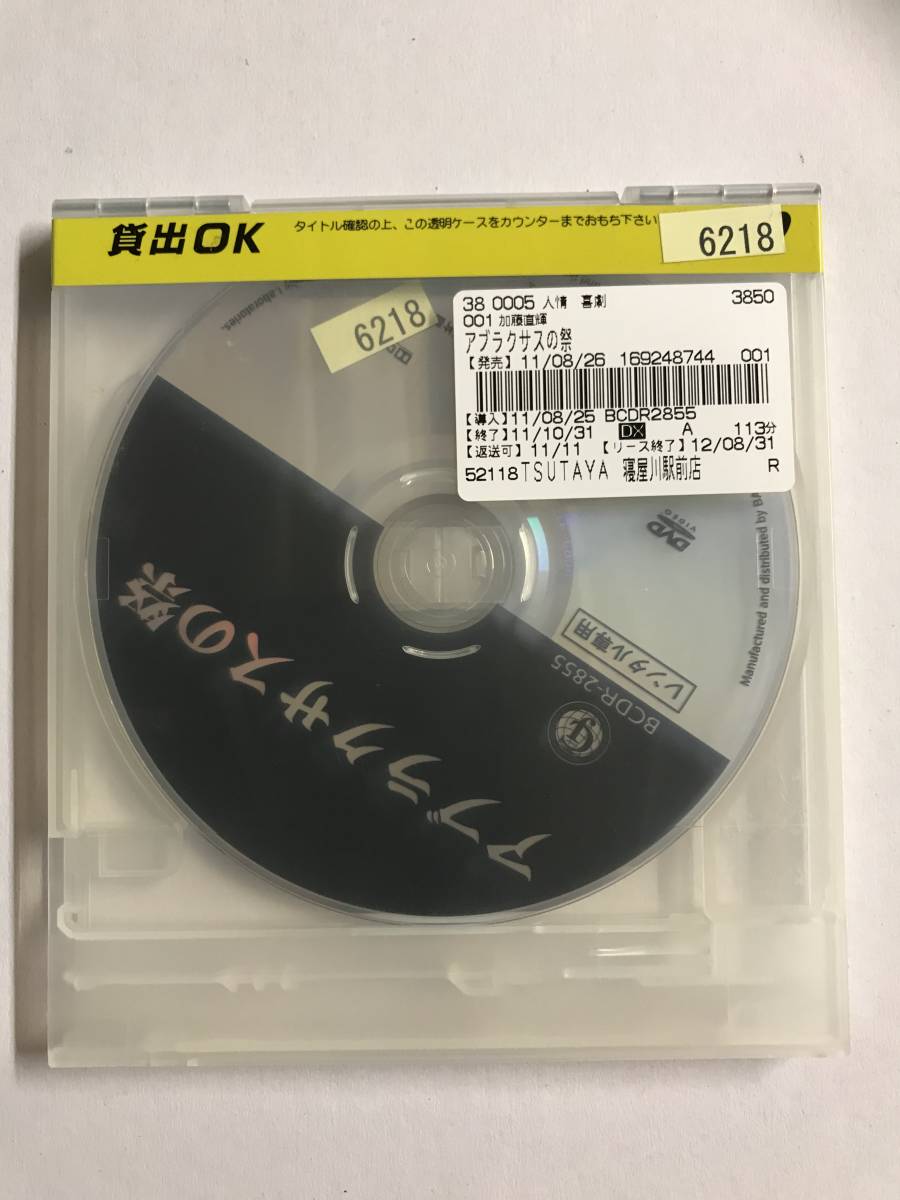 貸出OK
タイトル確認の上、この透明ケースをカウンターまでおもち下さい
6218
6218
38 0005 人情 喜劇 3850
001 加藤直輝
アブラクサスの祭
【発売】11/08/26 169248744 001
【導入】11/08/25 BCDR2855
【終了】11/10/31 DX A 113分
【返送可】11/11 【リース終了】12/08/31
52118 TSUTAYA 寝屋川駅前店 R
by Laboratories.
DVD
VIDEO
Manufactured and distributed by BA
レンタル専用
BCDR-2855
アブラクサスの祭